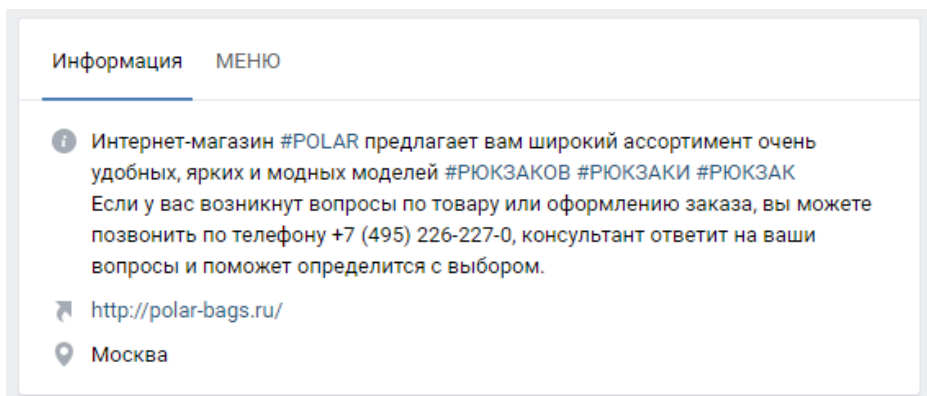 Информация МЕНЮ
Интернет-магазин #POLAR предлагает вам широкий ассортимент очень
удобных, ярких и модных моделей #РЮКЗАКОВ #РЮКЗАКИ #РЮКЗАК
Если у вас возникнут вопросы по товару или оформлению заказа, вы можете
позвонить по телефону +7 (495) 226-227-0, консультант ответит на ваши
вопросы и поможет определится с выбором.
http://polar-bags.ru/
Москва